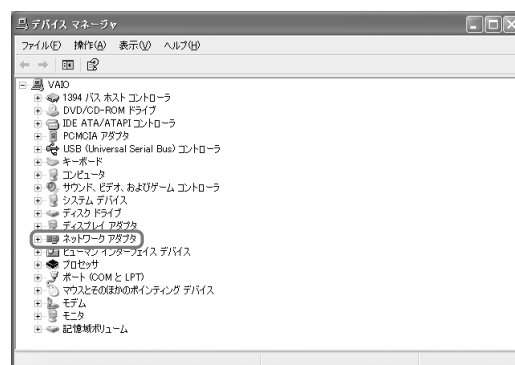 デバイス マネージャ
ファイル(F) 操作(A) 表示(V) ヘルプ(H)
VAIO
1394 バス ホスト コントローラ
DVD/CD-ROM ドライブ
IDE ATA/ATAPI コントローラ
PCMCIA アダプタ
USB (Universal Serial Bus) コントローラ
キーボード
コンピュータ
サウンド、ビデオ、およびゲーム コントローラ
システム デバイス
ディスク ドライブ
ディスプレイ アダプタ
ネットワーク アダプタ
ヒューマン インターフェイス デバイス
プロセッサ
ポート (COM と LPT)
マウスとそのほかのポインティング デバイス
モデム
モニタ
記憶域ボリューム